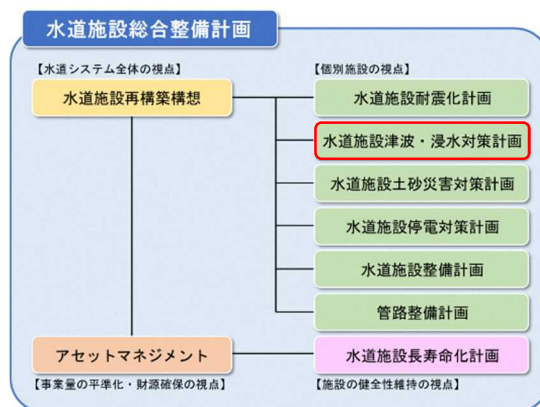 水道施設総合整備計画
【水道システム全体の視点】
水道施設再構築構想
【個別施設の視点】
水道施設耐震化計画
水道施設津波・浸水対策計画
水道施設土砂災害対策計画
水道施設停電対策計画
水道施設整備計画
管路整備計画
アセットマネジメント
【事業量の平準化・財源確保の視点】
水道施設長寿命化計画
【施設の健全性維持の視点】